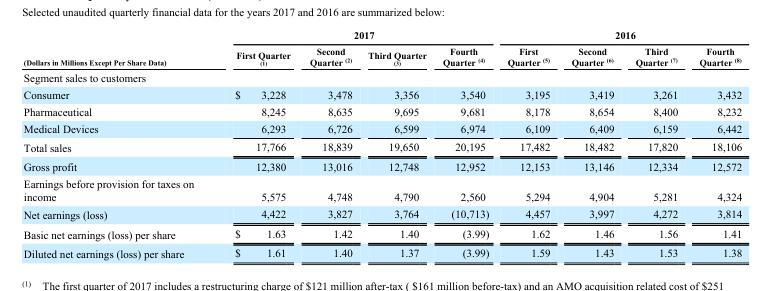 Selected unaudited quarterly financial data for the years 2017 and 2016 are summarized below:
2017 2016
(Dollars in Millions Except Per Share Data) First Quarter (1) Second Quarter (2) Third Quarter (3) Fourth Quarter (4) First Quarter (5) Second Quarter (6) Third Quarter (7) Fourth Quarter (8)
Segment sales to customers
Consumer $ 3,228 3,478 3,356 3,540 3,195 3,419 3,261 3,432
Pharmaceutical 8,245 8,635 9,695 9,681 8,178 8,654 8,400 8,232
Medical Devices 6,293 6,726 6,599 6,974 6,109 6,409 6,159 6,442
Total sales 17,766 18,839 19,650 20,195 17,482 18,482 17,820 18,106
Gross profit 12,380 13,016 12,748 12,952 12,153 13,146 12,334 12,572
Earnings before provision for taxes on
income 5,575 4,748 4,790 2,560 5,294 4,904 5,281 4,324
Net earnings (loss) 4,422 3,827 3,764 (10,713) 4,457 3,997 4,272 3,814
Basic net earnings (loss) per share $ 1.63 1.42 1.40 (3.99) 1.62 1.46 1.56 1.41
Diluted net earnings (loss) per share $ 1.61 1.40 1.37 (3.99) 1.59 1.43 1.53 1.38
(1) The first quarter of 2017 includes a restructuring charge of $121 million after-tax ( $161 million before-tax) and an AMO acquisition related cost of $251